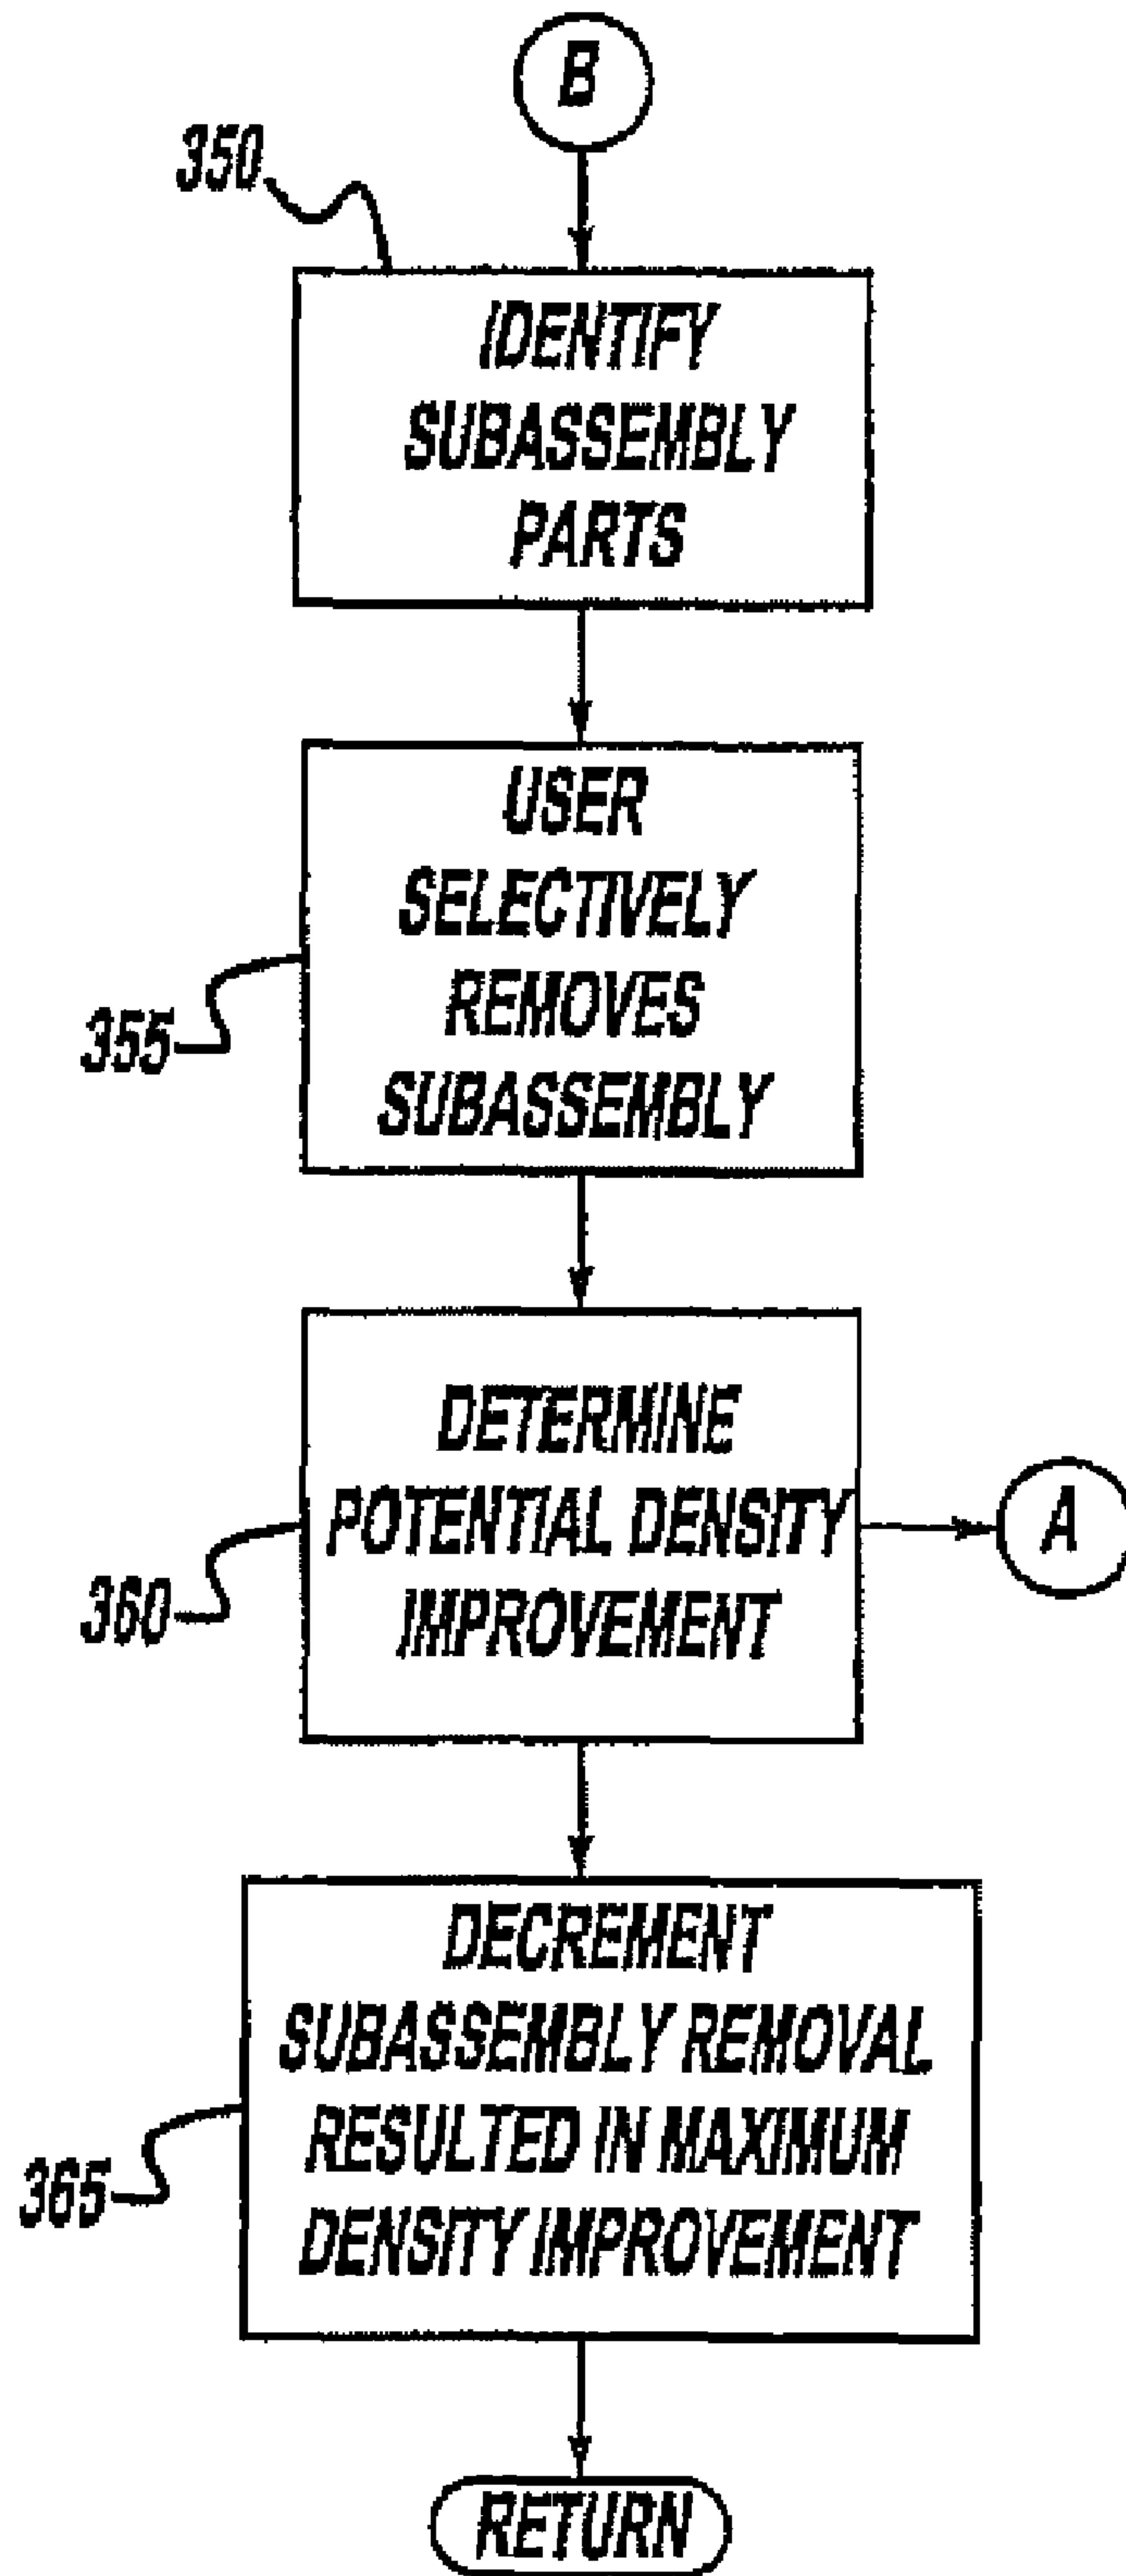 B
350
IDENTIFY
SUBASSEMBLY
PARTS
USER
SELECTIVELY
REMOVES
SUBASSEMBLY
355
DETERMINE
POTENTIAL DENSITY
IMPROVEMENT
A
360
DECREMENT
SUBASSEMBLY REMOVAL
RESULTED IN MAXIMUM
DENSITY IMPROVEMENT
365
RETURN